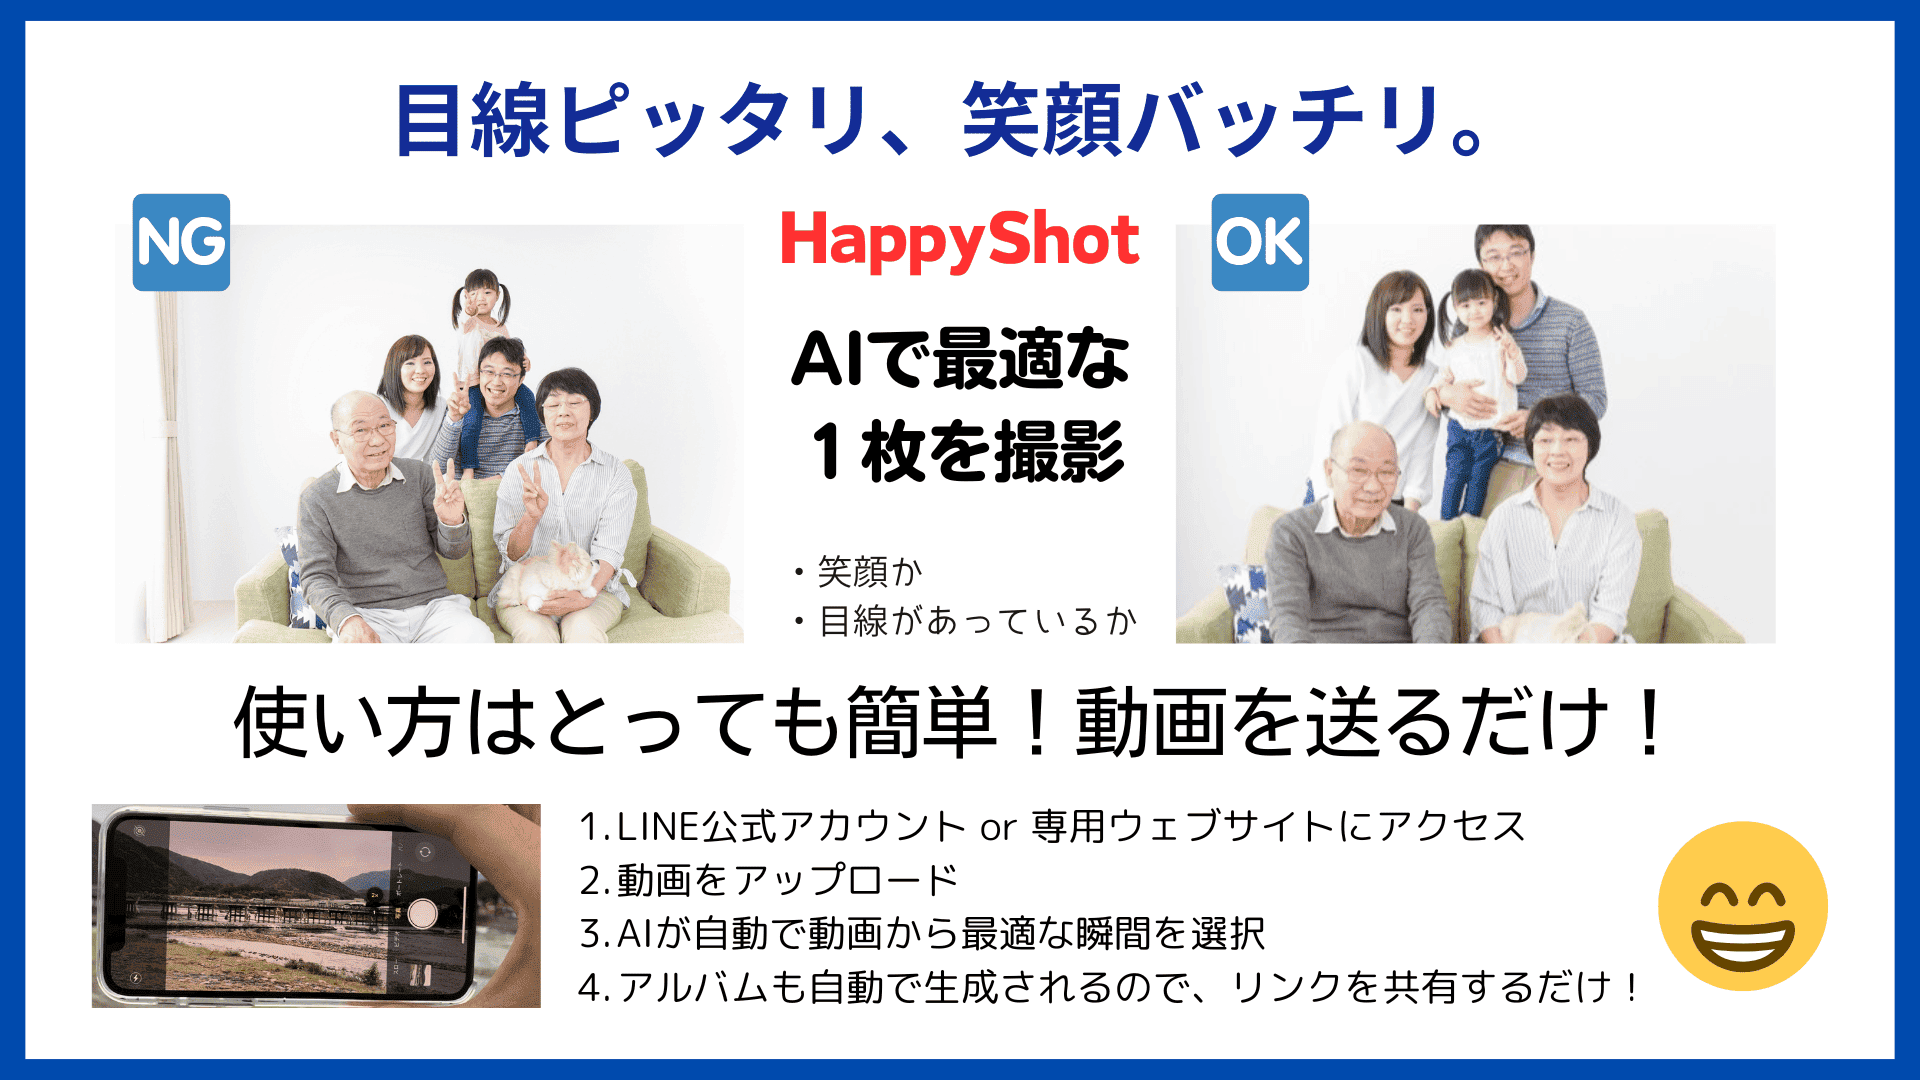 目線ピッタリ、笑顔バッチリ。
NG
HappyShot
OK
AIで最適な
１枚を撮影
・笑顔か
・目線があっているか
使い方はとっても簡単！動画を送るだけ！
1.LINE公式アカウント or 専用ウェブサイトにアクセス
2.動画をアップロード
3.AIが自動で動画から最適な瞬間を選択
4.アルバムも自動で生成されるので、リンクを共有するだけ！